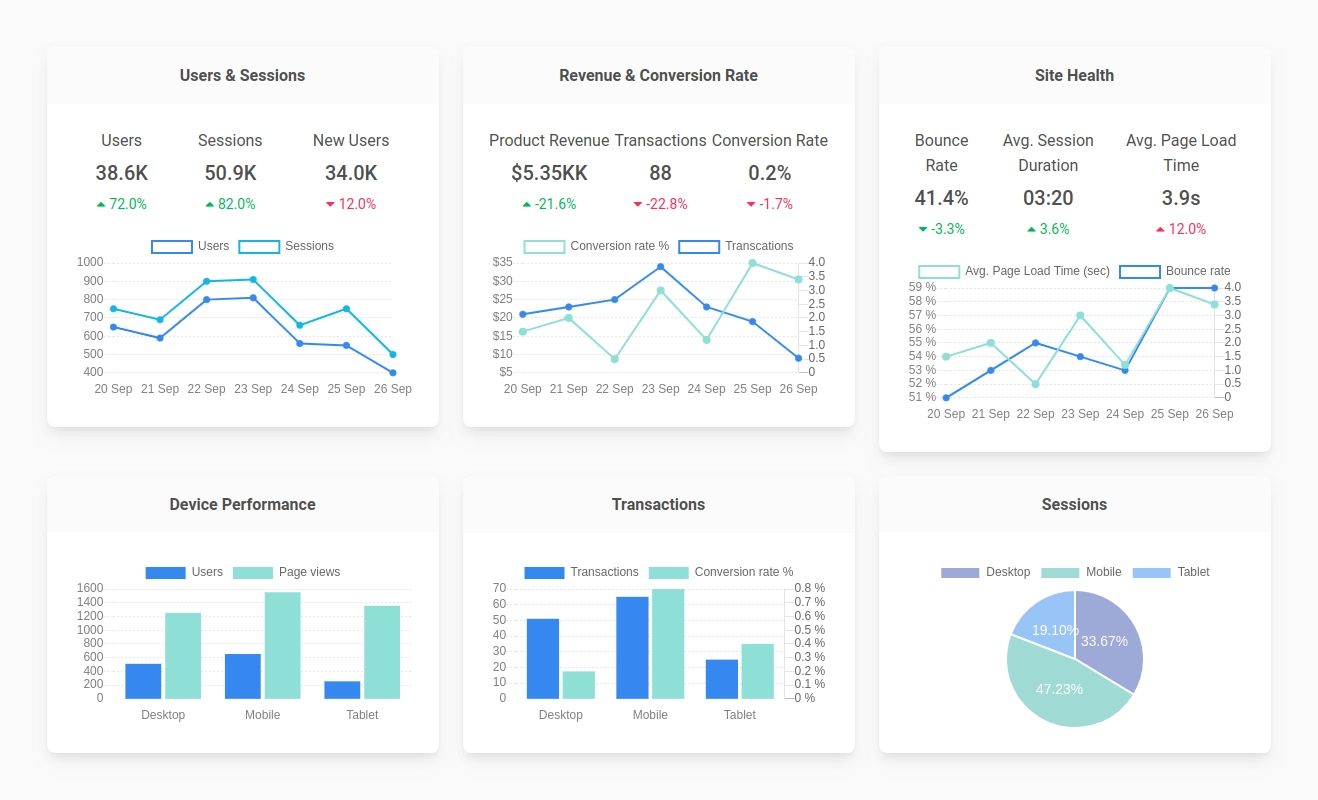 Users & Sessions
Users Sessions New Users
38.6K 50.9K 34.0K
72.0% 82.0% 12.0%
Users Sessions
1000
900
800
700
600
500
400
20 Sep 21 Sep 22 Sep 23 Sep 24 Sep 25 Sep 26 Sep
Revenue & Conversion Rate
Product Revenue Transactions Conversion Rate
$5.35KK 88 0.2%
-21.6% -22.8% -1.7%
Conversion rate % Transcations
$35 4.0
$30 3.5
$25 3.0
$20 2.5
$15 2.0
$10 1.5
$5 1.0
0.5
0
20 Sep 21 Sep 22 Sep 23 Sep 24 Sep 25 Sep 26 Sep
Site Health
Bounce Rate
Avg. Session Duration
Avg. Page Load Time
41.4% 03:20 3.9s
-3.3% 3.6% 12.0%
Avg. Page Load Time (sec) Bounce rate
59 % 4.0
58 % 3.5
57 % 3.0
56 % 2.5
55 % 2.0
54 % 1.5
53 % 1.0
52 % 0.5
51 % 0
20 Sep 21 Sep 22 Sep 23 Sep 24 Sep 25 Sep 26 Sep
Device Performance
Users Page views
1600
1400
1200
1000
800
600
400
200
0
Desktop Mobile Tablet
Transactions
Transactions Conversion rate %
70 0.8 %
60 0.7 %
50 0.6 %
40 0.5 %
30 0.4 %
20 0.3 %
10 0.2 %
0 0.1 %
0 %
Desktop Mobile Tablet
Sessions
Desktop Mobile Tablet
19.10%
33.67%
47.23%